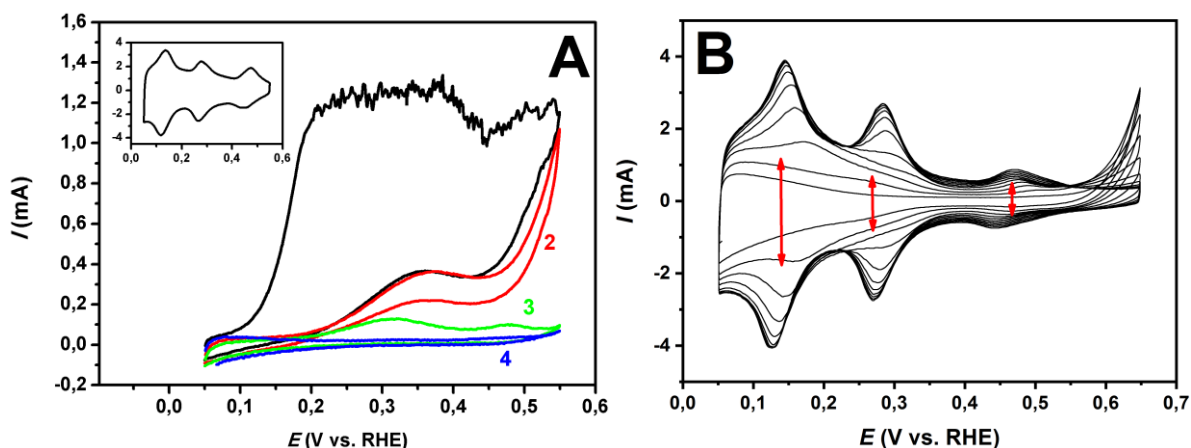 A
1,6
1,4
1,2
1,0
0,8
0,6
0,4
0,2
0,0
-0,2
I (mA)
0,0 0,1 0,2 0,3 0,4 0,5 0,6
E (V vs. RHE)
4
2
0
-2
-4
0,0 0,2 0,4 0,6
2
3
4
B
4
2
0
-2
-4
I (mA)
0,0 0,1 0,2 0,3 0,4 0,5 0,6 0,7
E (V vs. RHE)